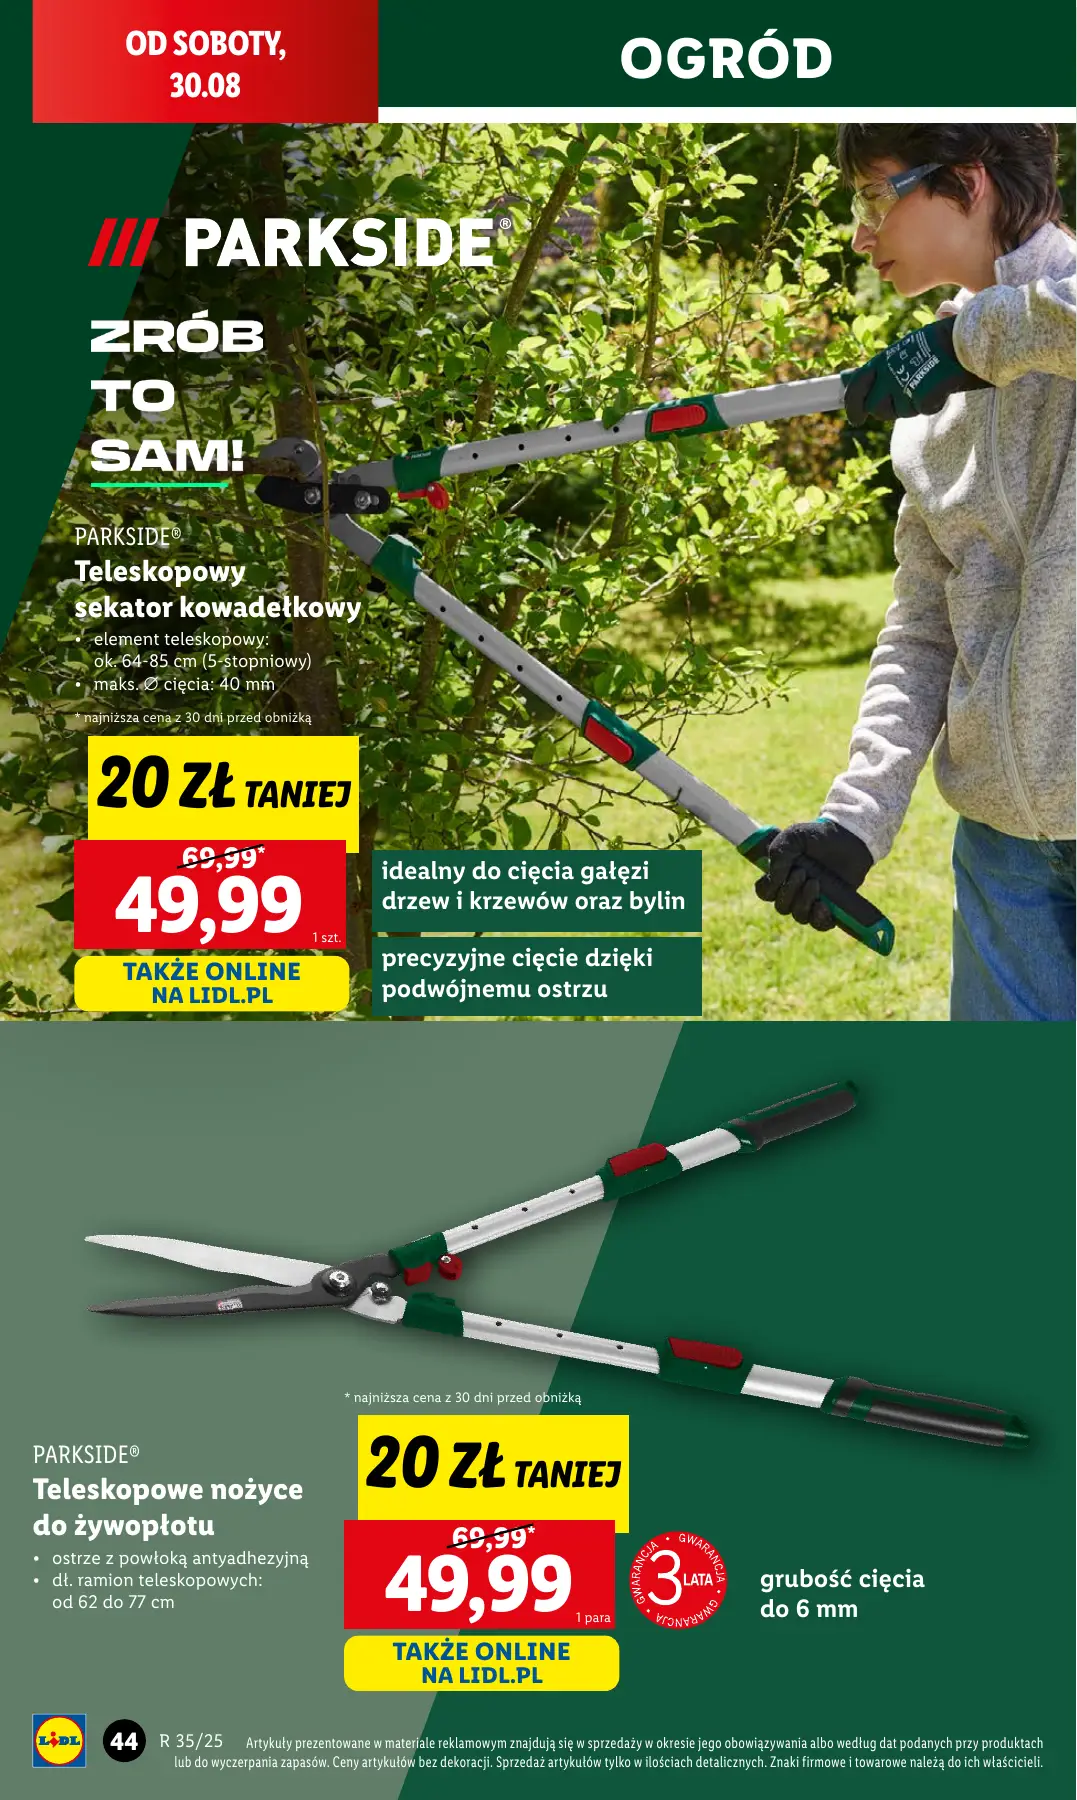 OD SOBOTY,
30.08
OGRÓD
PARKSIDE®
ZRÓB
TO
SAM!
PARKSIDE®
Teleskopowy
sekator kowadełkowy
• element teleskopowy:
ok. 64-85 cm (5-stopniowy)
• maks. Ø cięcia: 40 mm
* najniższa cena z 30 dni przed obniżką
20 ZŁ TANIEJ
69,99*
49,99
1 szt.
TAKŻE ONLINE
NA LIDL.PL
idealny do cięcia gałęzi
drzew i krzewów oraz bylin
precyzyjne cięcie dzięki
podwójnemu ostrzu
PARKSIDE
* najniższa cena z 30 dni przed obniżką
PARKSIDE®
Teleskopowe nożyce
do żywopłotu
• ostrze z powłoką antyadhezyjną
• dł. ramion teleskopowych:
od 62 do 77 cm
20 ZŁ TANIEJ
69,99*
49,99
1 para
TAKŻE ONLINE
NA LIDL.PL
GWARANCJA • GWARANCJA • GWARANCJA •
3 LATA
grubość cięcia
do 6 mm
LIDL
44
R 35/25
Artykuły prezentowane w materiale reklamowym znajdują się w sprzedaży w okresie jego obowiązywania albo według dat podanych przy produktach
lub do wyczerpania zapasów. Ceny artykułów bez dekoracji. Sprzedaż artykułów tylko w ilościach detalicznych. Znaki firmowe i towarowe należą do ich właścicieli.